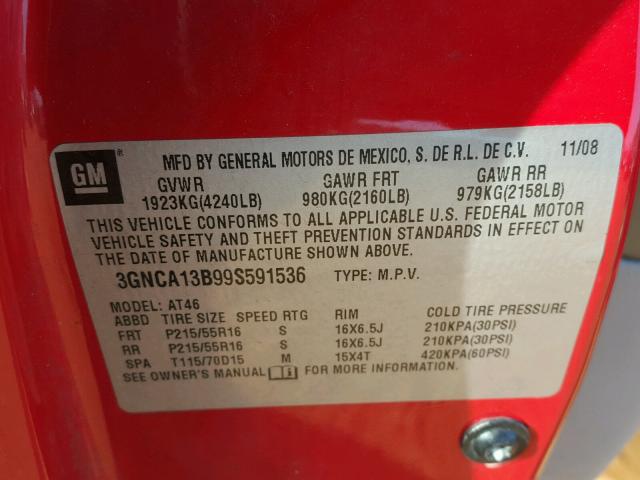 GM
MFD BY GENERAL MOTORS DE MEXICO, S. DE R.L. DE C.V. 11/08
GVWR GAWR FRT GAWR RR
1923KG(4240LB) 980KG(2160LB) 979KG(2158LB)
THIS VEHICLE CONFORMS TO ALL APPLICABLE U.S. FEDERAL MOTOR
VEHICLE SAFETY AND THEFT PREVENTION STANDARDS IN EFFECT ON
THE DATE OF MANUFACTURE SHOWN ABOVE.
3GNCA13B99S591536 TYPE: M.P.V.
MODEL: AT46
ABBD TIRE SIZE SPEED RTG RIM COLD TIRE PRESSURE
FRT P215/55R16 S 16X6.5J 210KPA(30PSI)
RR P215/55R16 S 16X6.5J 210KPA(30PSI)
SPA T115/70D15 M 15X4T 420KPA(60PSI)
SEE OWNER'S MANUAL FOR MORE INFORMATION.